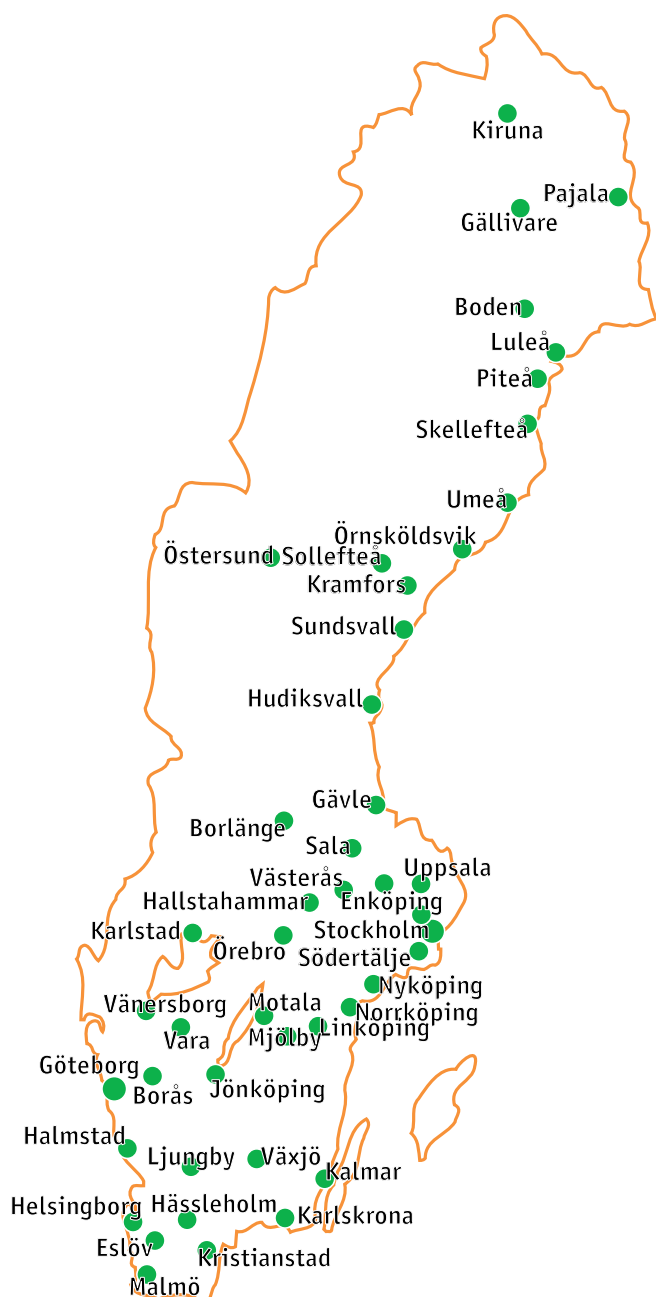 Kiruna
Pajala
Gällivare
Boden
Luleå
Piteå
Skellefteå
Umeå
Örnsköldsvik
Östersund
Sollefteå
Kramfors
Sundsvall
Hudiksvall
Gävle
Borlänge
Sala
Uppsala
Västerås
Enköping
Hallstahammar
Karlstad
Stockholm
Örebro
Södertälje
Nyköping
Vänersborg
Motala
Norrköping
Linköping
Vara
Mjölby
Göteborg
Jönköping
Borås
Halmstad
Ljungby
Växjö
Kalmar
Helsingborg
Hässleholm
Karlskrona
Eslöv
Kristianstad
Malmö